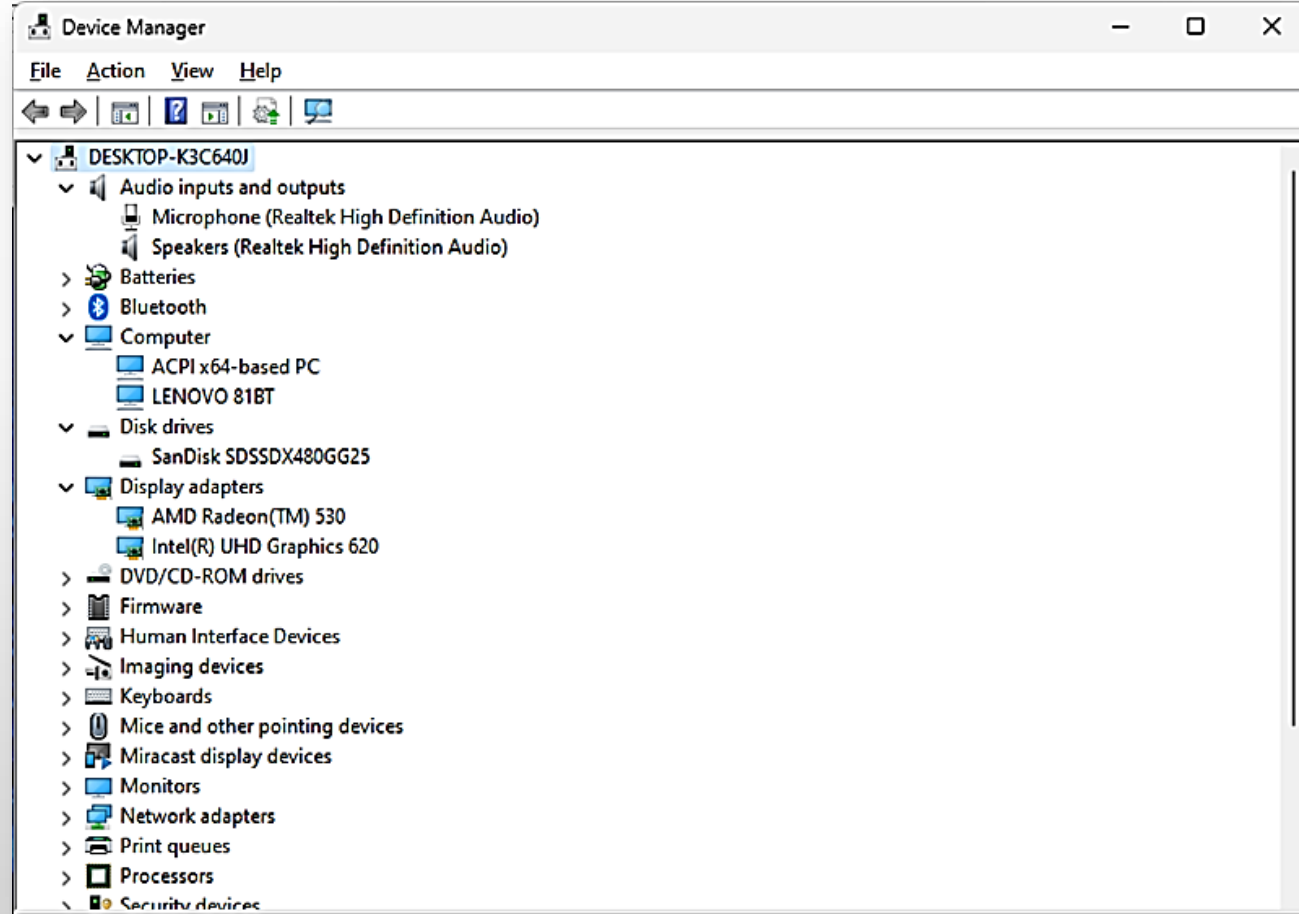 Device Manager
File Action View Help
DESKTOP-K3C640J
Audio inputs and outputs
Microphone (Realtek High Definition Audio)
Speakers (Realtek High Definition Audio)
Batteries
Bluetooth
Computer
ACPI x64-based PC
LENOVO 81BT
Disk drives
SanDisk SDSSDX480GG25
Display adapters
AMD Radeon(TM) 530
Intel(R) UHD Graphics 620
DVD/CD-ROM drives
Firmware
Human Interface Devices
Imaging devices
Keyboards
Mice and other pointing devices
Miracast display devices
Monitors
Network adapters
Print queues
Processors
Security devices